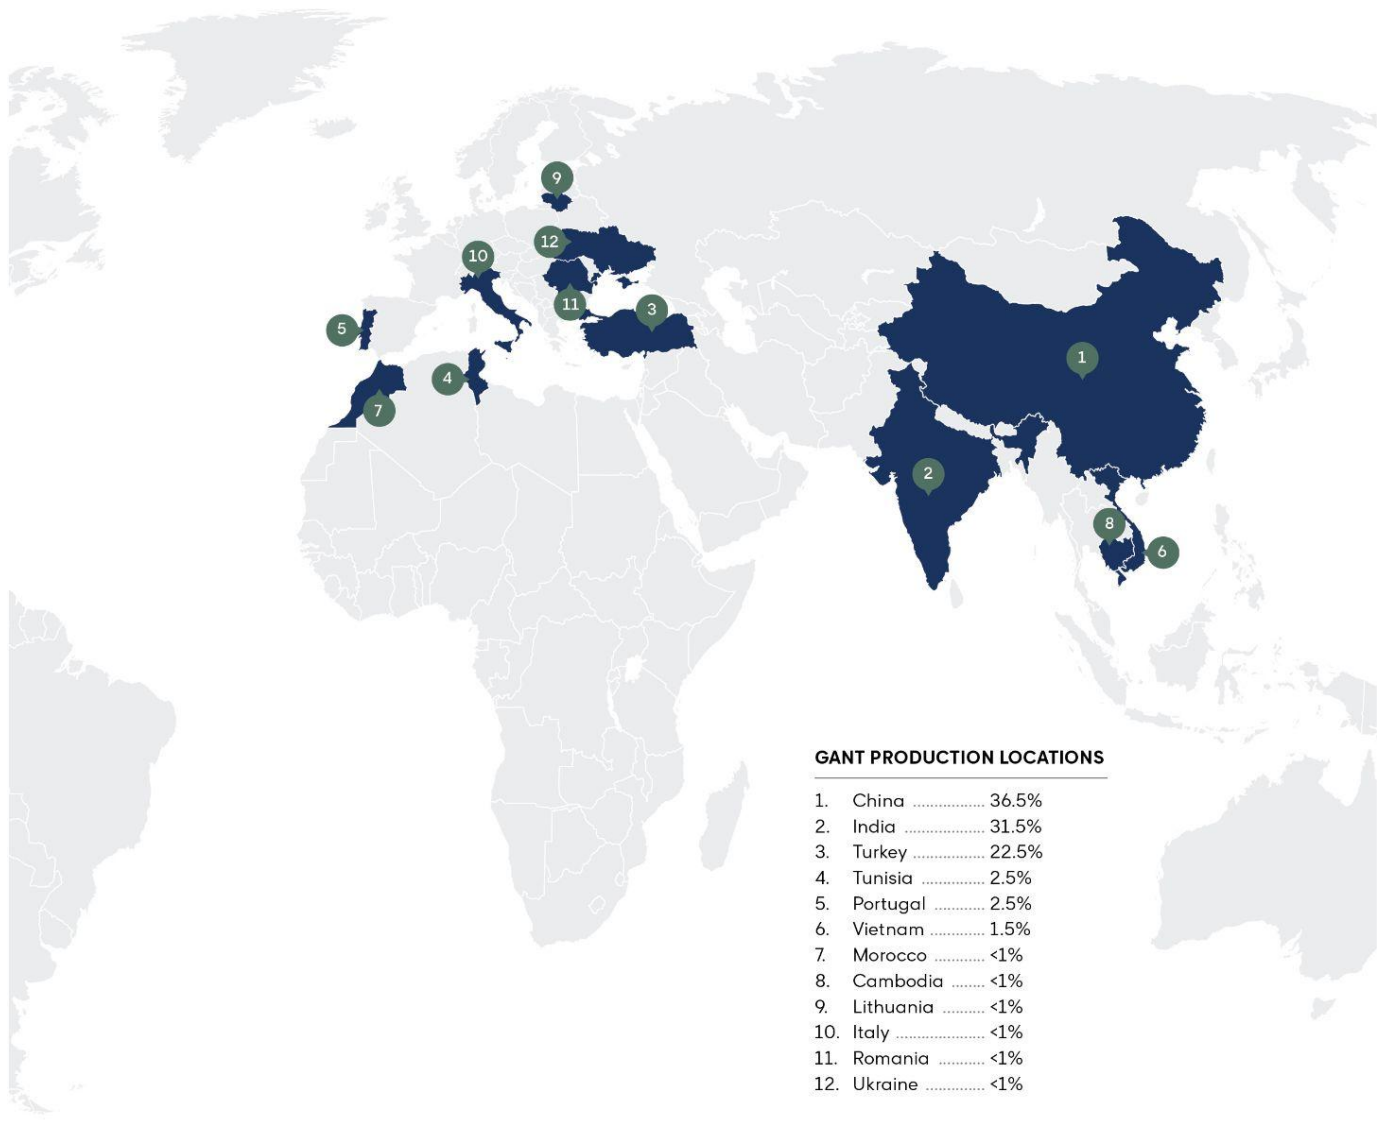 9
12
10
11
3
5
4
7
1
2
8
6
GANT PRODUCTION LOCATIONS
1. China ................. 36.5%
2. India ................... 31.5%
3. Turkey ................. 22.5%
4. Tunisia ............... 2.5%
5. Portugal ............ 2.5%
6. Vietnam ............. 1.5%
7. Morocco ............ <1%
8. Cambodia ........ <1%
9. Lithuania .......... <1%
10. Italy ..................... <1%
11. Romania ........... <1%
12. Ukraine .............. <1%